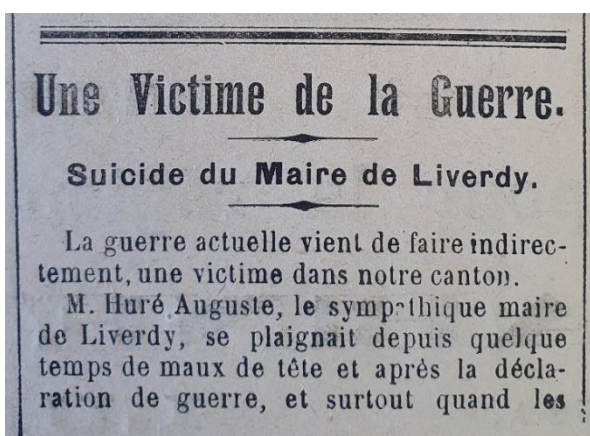 Une Victime de la Guerre.
Suicide du Maire de Liverdy.
La guerre actuelle vient de faire indirec-
tement, une victime dans notre canton.
M. Huré Auguste, le sympathique maire
de Liverdy, se plaignait depuis quelque
temps de maux de tête et après la décla-
ration de guerre, et surtout quand les